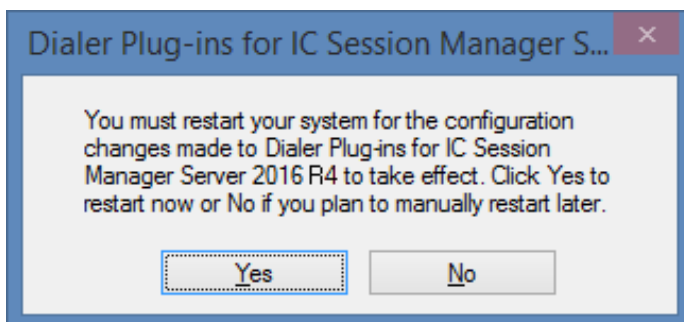 Dialer Plug-ins for IC Session Manager S...
You must restart your system for the configuration
changes made to Dialer Plug-ins for IC Session
Manager Server 2016 R4 to take effect. Click Yes to
restart now or No if you plan to manually restart later.
Yes
No